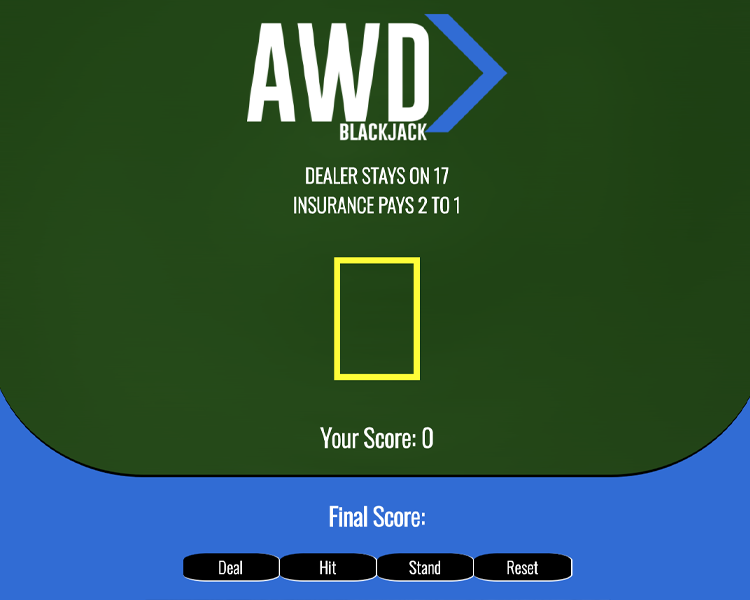 AWD
BLACKJACK
DEALER STAYS ON 17
INSURANCE PAYS 2 TO 1
Your Score: 0
Final Score:
Deal Hit Stand Reset